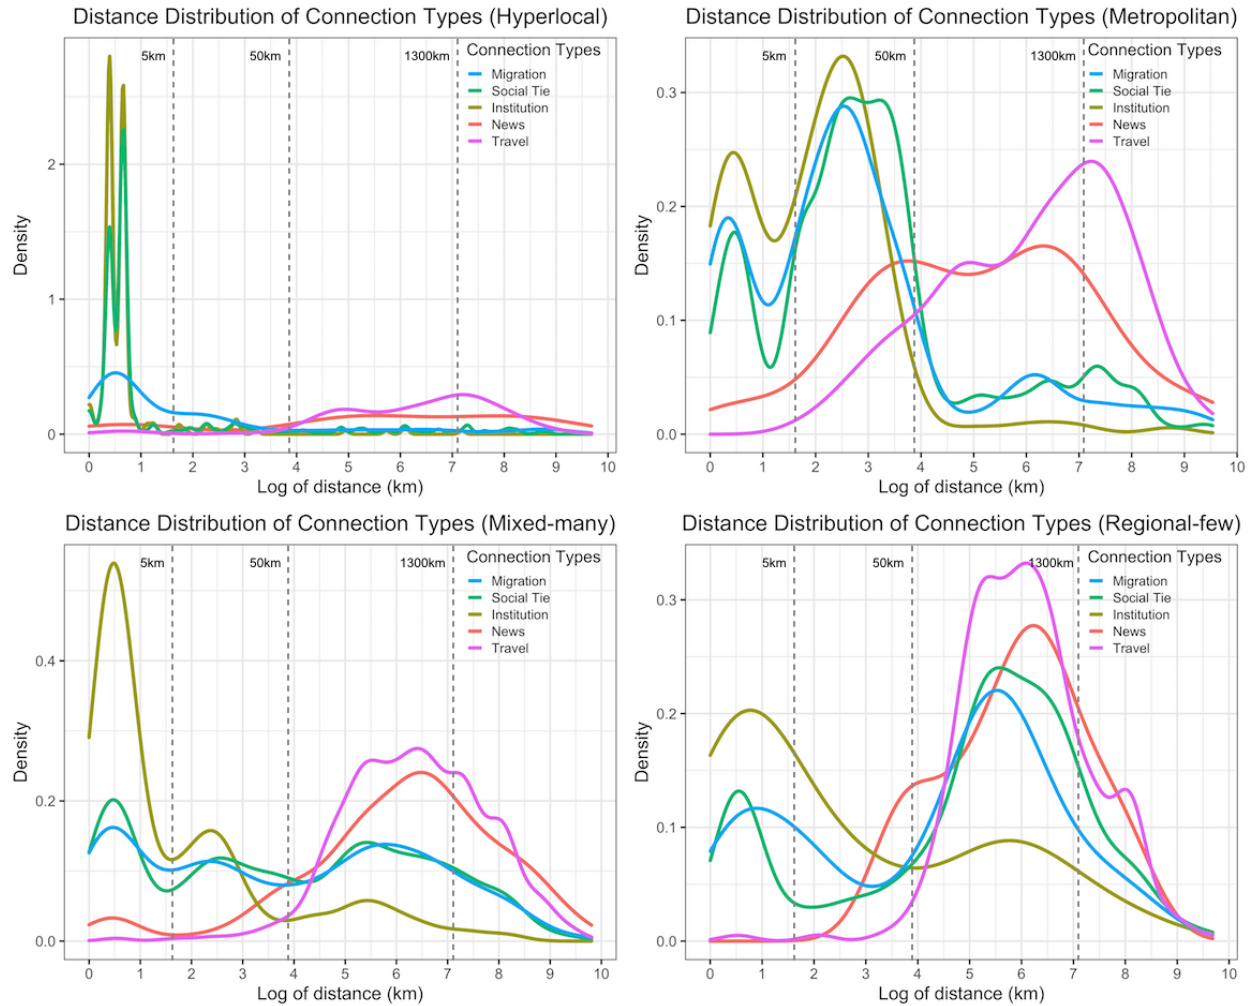 Distance Distribution of Connection Types (Hyperlocal)
5km
50km
1300km
Connection Types
Migration
Social Tie
Institution
News
Travel
2
1
0
Density
0 1 2 3 4 5 6 7 8 9 10
Log of distance (km)
Distance Distribution of Connection Types (Metropolitan)
5km
50km
1300km
Connection Types
Migration
Social Tie
Institution
News
Travel
0.3
0.2
0.1
0.0
Density
0 1 2 3 4 5 6 7 8 9 10
Log of distance (km)
Distance Distribution of Connection Types (Mixed-many)
5km
50km
1300km
Connection Types
Migration
Social Tie
Institution
News
Travel
0.4
0.2
0.0
Density
0 1 2 3 4 5 6 7 8 9 10
Log of distance (km)
Distance Distribution of Connection Types (Regional-few)
5km
50km
1300km
Connection Types
Migration
Social Tie
Institution
News
Travel
0.3
0.2
0.1
0.0
Density
0 1 2 3 4 5 6 7 8 9 10
Log of distance (km)